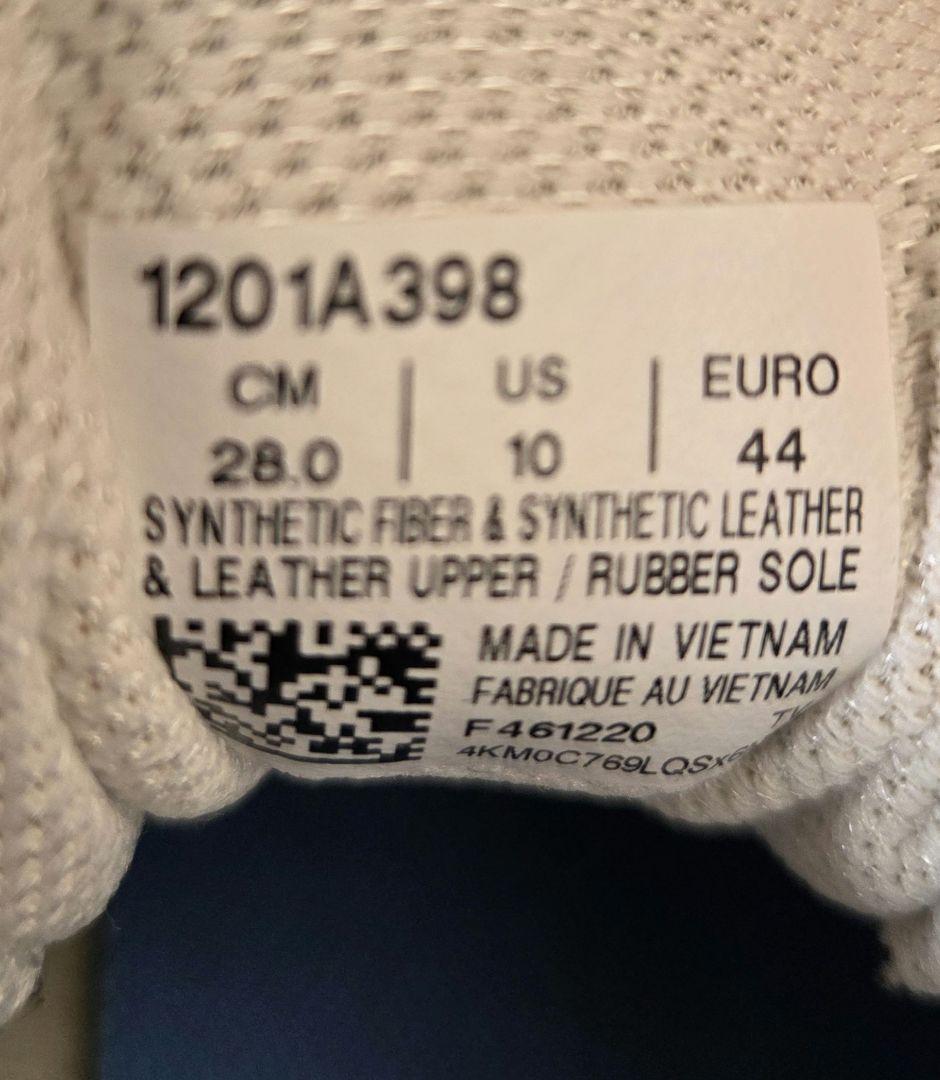 1201A398
CM | US | EURO
28.0 | 10 | 44
SYNTHETIC FIBER & SYNTHETIC LEATHER
& LEATHER UPPER / RUBBER SOLE
MADE IN VIETNAM
FABRIQUE AU VIETNAM
F461220